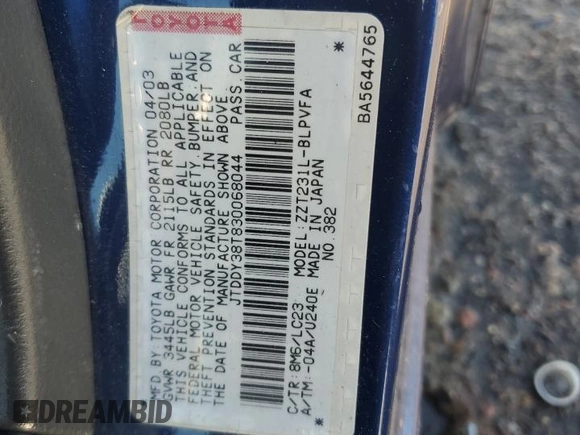 TOYOTA
TOYOTA
MFD BY: TOYOTA MOTOR CORPORATION 04/03
GVWR 3445LB GAWR FR 2115LB RR 2080LB
THIS VEHICLE CONFORMS TO ALL APPLICABLE
FEDERAL MOTOR VEHICLE SAFETY, BUMPER, AND
THEFT PREVENTION STANDARDS IN EFFECT ON
THE DATE OF MANUFACTURE SHOWN ABOVE.
JTDDY38T830068044 PASS. CAR
C/TR: 8M6/LC23 MODEL: ZZT231L-BLPVFA
A/TM: -04A/U240E MADE IN JAPAN
NO. 382
BA5644765
DREAMBID